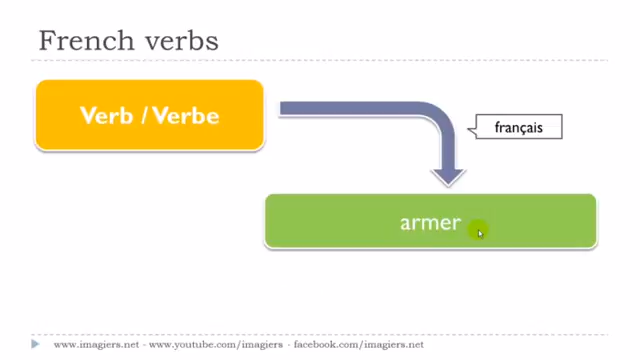 French verbs
Verb / Verbe
français
armer
www.imagiers.net - www.youtube.com/imagiers - facebook.com/imagiers.net